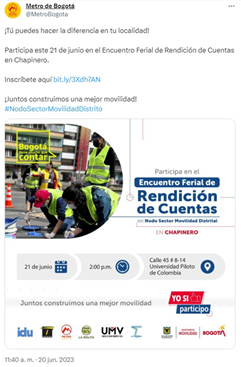 Metro de Bogotá
@MetroBogota
¡Tú puedes hacer la diferencia en tu localidad!
Participa este 21 de junio en el Encuentro Ferial de Rendición de Cuentas
en Chapinero.
Inscríbete aquí bit.ly/3Xdh7AN
¡Juntos construimos una mejor movilidad!
#NodoSectorMovilidadDistrito
Bogotá
contar
Participa en el
Encuentro Ferial de
Rendición
de Cuentas
del Nodo Sector Movilidad Distrital
EN CHAPINERO
21 de junio
2:00 p.m.
Calle 45 # 8-14
Universidad Piloto
de Colombia
Juntos construimos una mejor movilidad
YO SÍ
participo
idu
LA ROLITA
UMV
MOVILIDAD
BOGOTÁ
11:40 a. m. - 20 jun. 2023